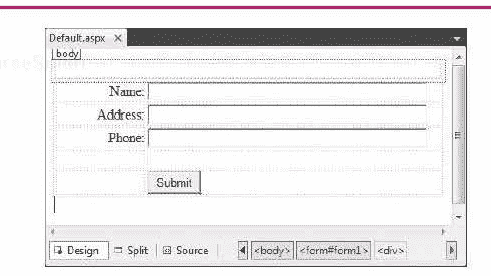 Default.aspx ×
body
Name:
Address:
Phone:
Submit
Design Split Source <body> <form#form1> <div>